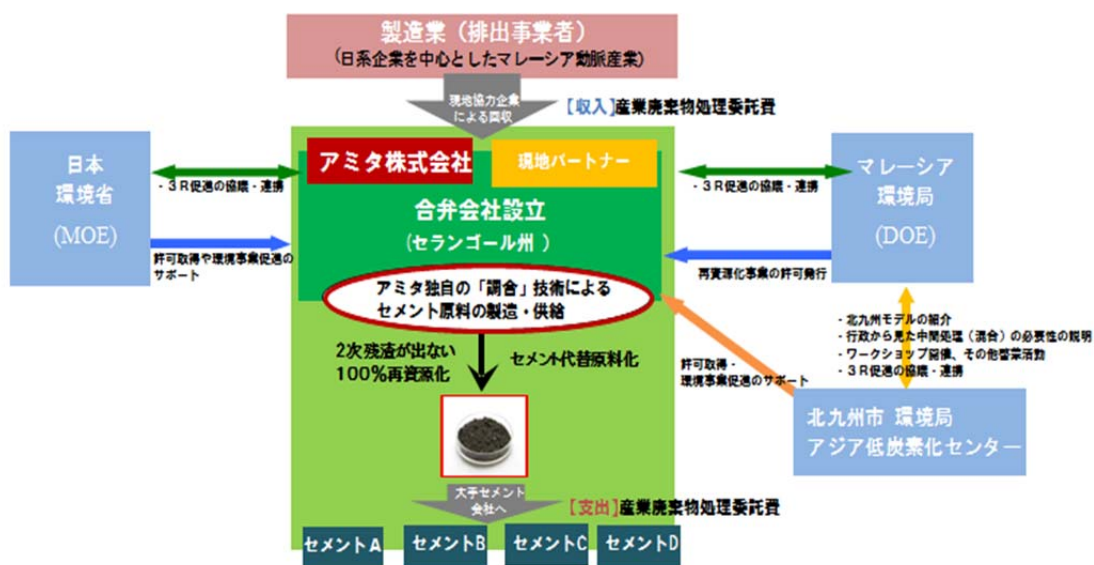 製造業（排出事業者）
(日系企業を中心としたマレーシア動脈産業)
現地協力企業
による回収
【収入】産業廃棄物処理委託費
日本
環境省
(MOE)
- 3R促進の協議・連携
許可取得や環境事業促進の
サポート
アミタ株式会社
現地パートナー
合弁会社設立
(セランゴール州 )
アミタ独自の「調合」技術による
セメント原料の製造・供給
2次残渣が出ない
100%再資源化
セメント代替原料化
大手セメント
会社へ
【支出】産業廃棄物処理委託費
セメントA
セメントB
セメントC
セメントD
- 3R促進の協議・連携
マレーシア
環境局
(DOE)
再資源化事業の許可発行
- 北九州モデルの紹介
- 行政から見た中間処理（混合）の必要性の説明
- ワークショップ開催、その他啓蒙活動
- 3R促進の協議・連携
許可取得・
環境事業促進のサポート
北九州市 環境局
アジア低炭素化センター